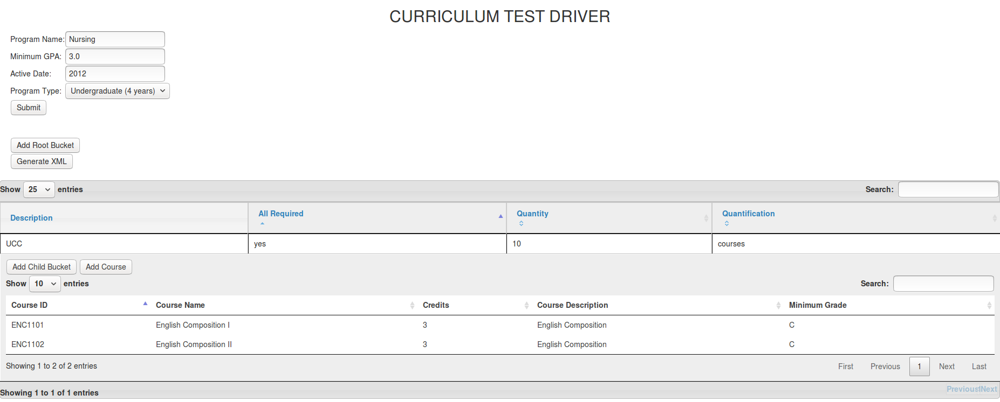 CURRICULUM TEST DRIVER
Program Name: Nursing
Minimum GPA: 3.0
Active Date: 2012
Program Type: Undergraduate (4 years)
Submit
Add Root Bucket
Generate XML
Show 25 entries Search:
Description All Required Quantity Quantification
UCC yes 10 courses
Add Child Bucket Add Course
Show 10 entries Search:
Course ID Course Name Credits Course Description Minimum Grade
ENC1101 English Composition I 3 English Composition C
ENC1102 English Composition II 3 English Composition C
Showing 1 to 2 of 2 entries First Previous 1 Next Last
Showing 1 to 1 of 1 entries Previous1Next